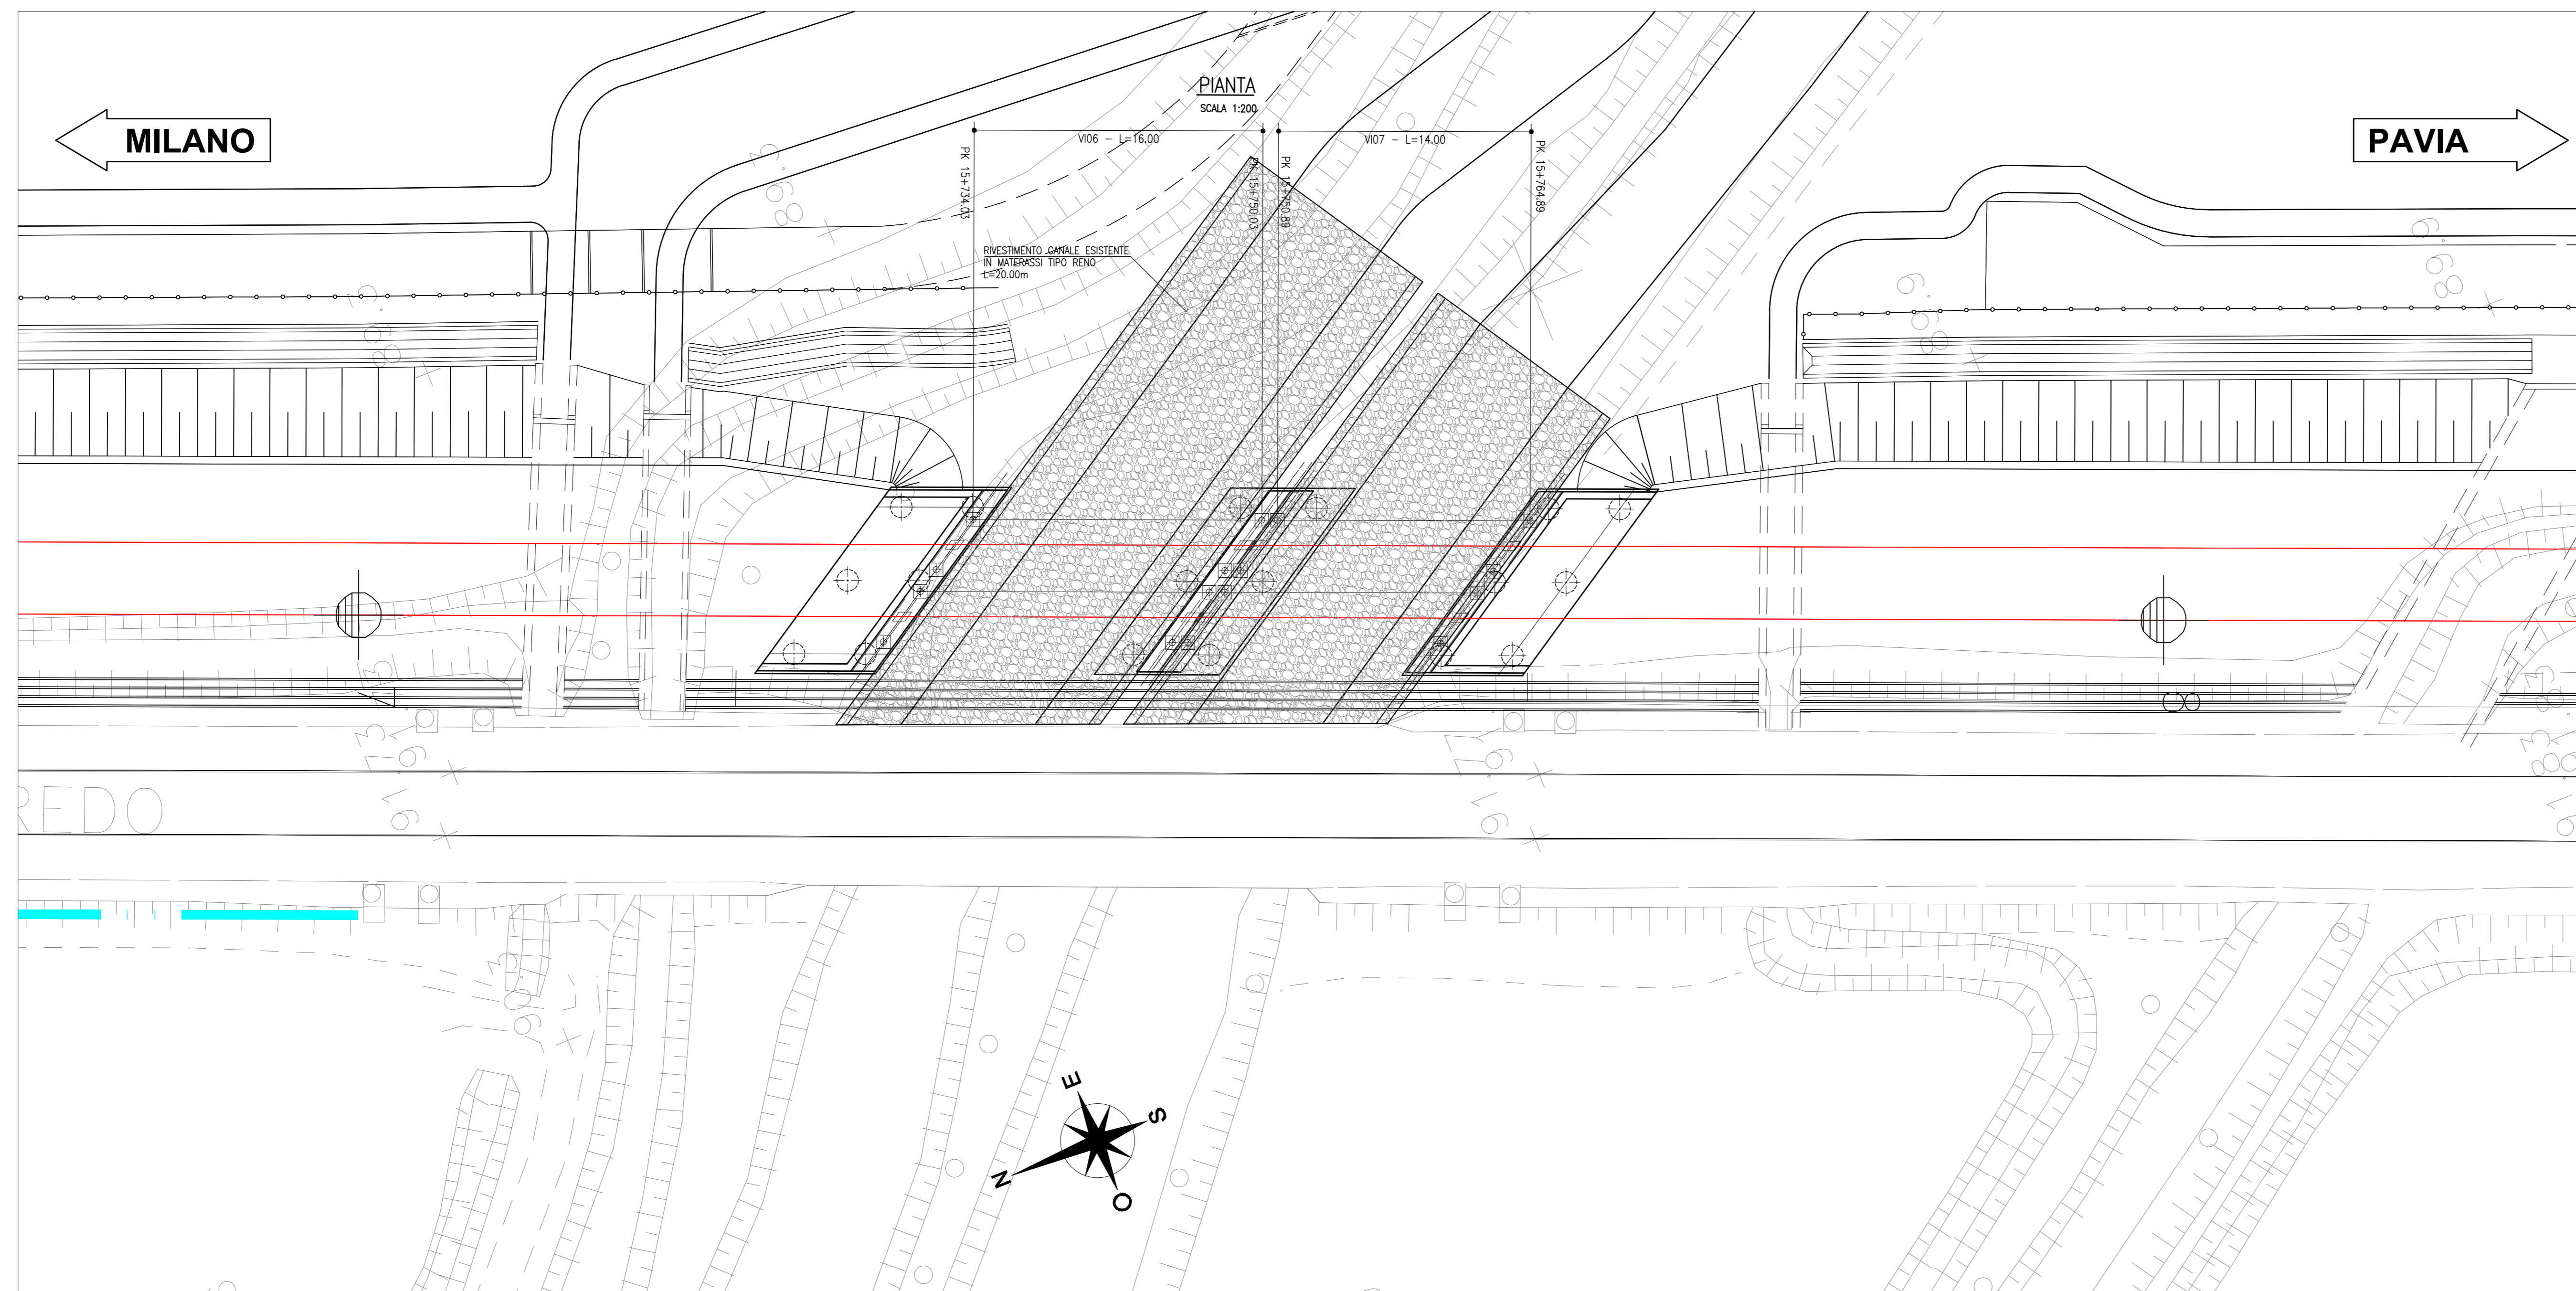 PIANTA
SCALA 1:200
MILANO
PAVIA
VI06 - L=16.00
VI07 - L=14.00
PK 15+734.03
PK 15+750.03
PK 15+750.89
PK 15+764.89
RIVESTIMENTO CANALE ESISTENTE
IN MATERASSI TIPO RENO
L=20.00m
REDO
E
S
N
O